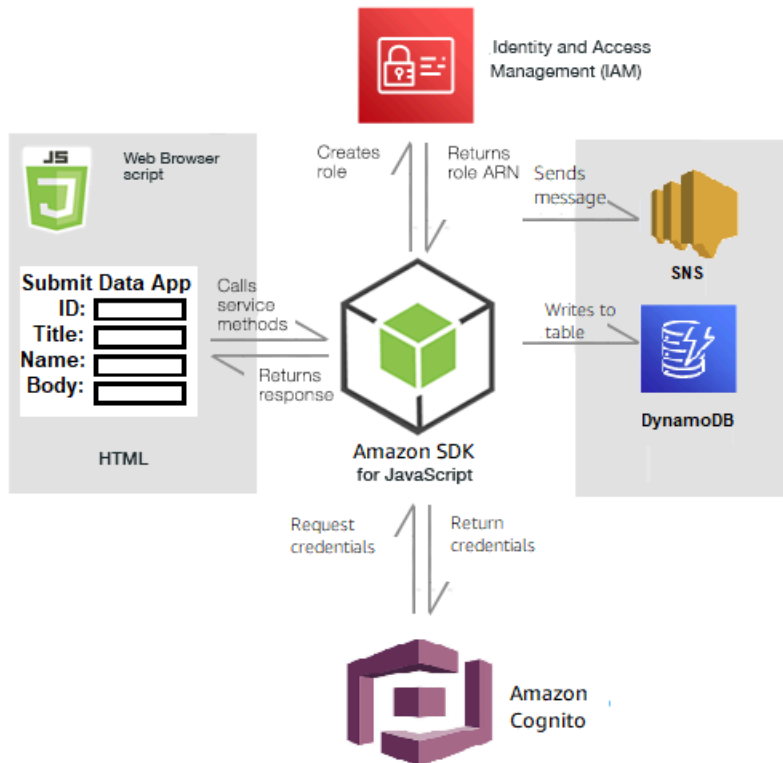 Identity and Access
Management (IAM)
JS
Web Browser
script
Creates
role
Returns
role ARN
Sends
message
SNS
Submit Data App
ID:
Title:
Name:
Body:
Calls
service
methods
Returns
response
Writes to
table
DynamoDB
HTML
Amazon SDK
for JavaScript
Request
credentials
Return
credentials
Amazon
Cognito